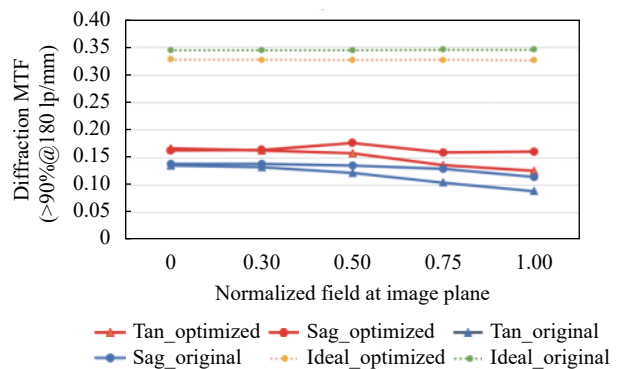 0.40
0.35
0.30
0.25
0.20
0.15
0.10
0.05
0
Diffraction MTF
(>90%@180 lp/mm)
0 0.30 0.50 0.75 1.00
Normalized field at image plane
Tan_optimized Sag_optimized Tan_original
Sag_original Ideal_optimized Ideal_original